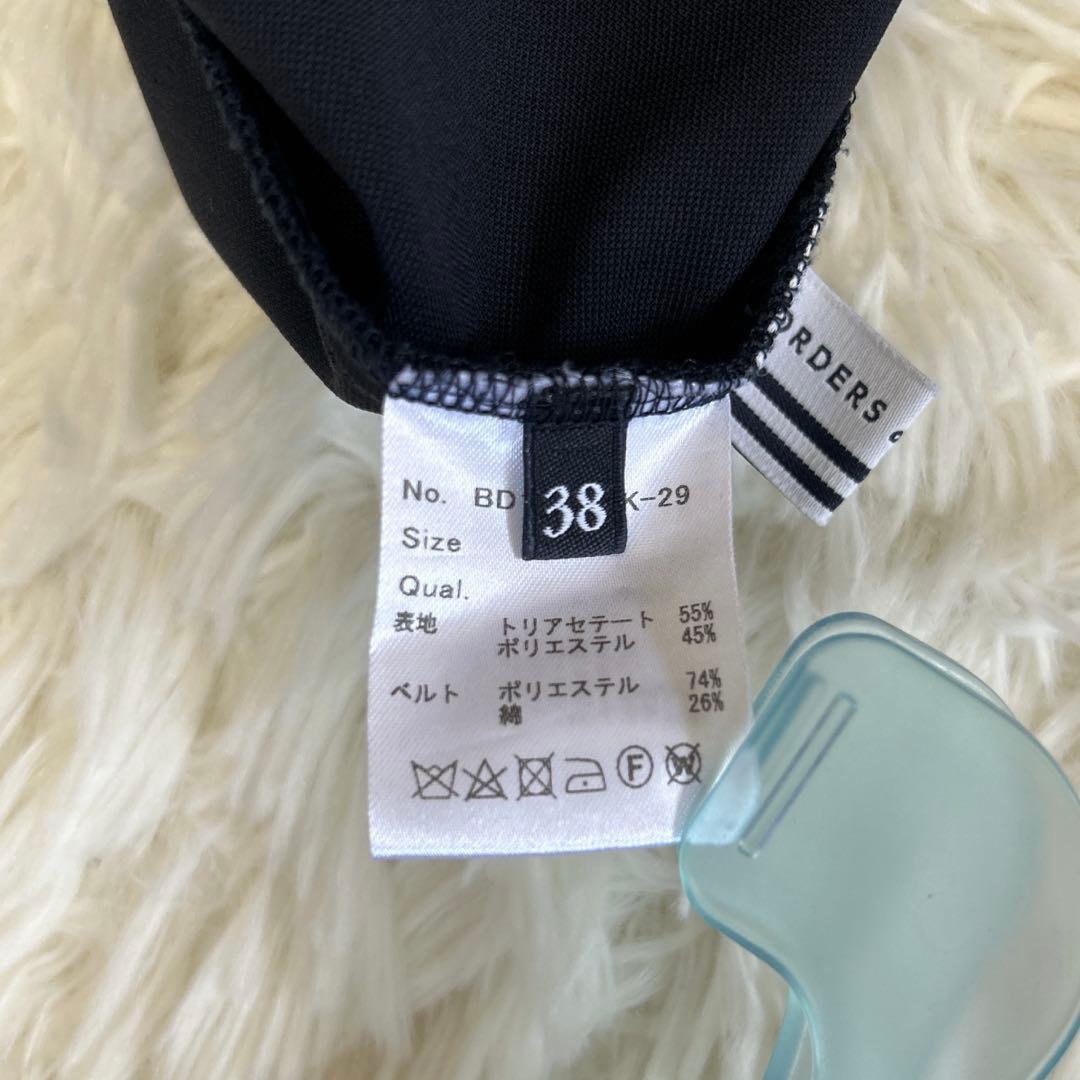 ORDERS
No. BD K-29
38
Size
Qual.
表地 トリアセテート 55%
ポリエステル 45%
ベルト ポリエステル 74%
綿 26%
F W